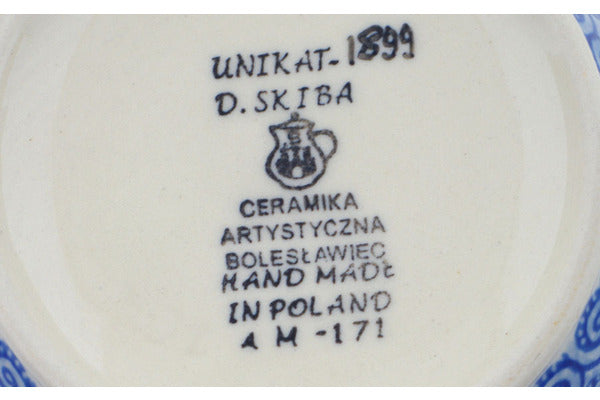 UNIKAT-1899
D. SKIBA
CERAMIKA
ARTYSTYCZNA
BOLESŁAWIEC
HAND MADE
IN POLAND
A M -171